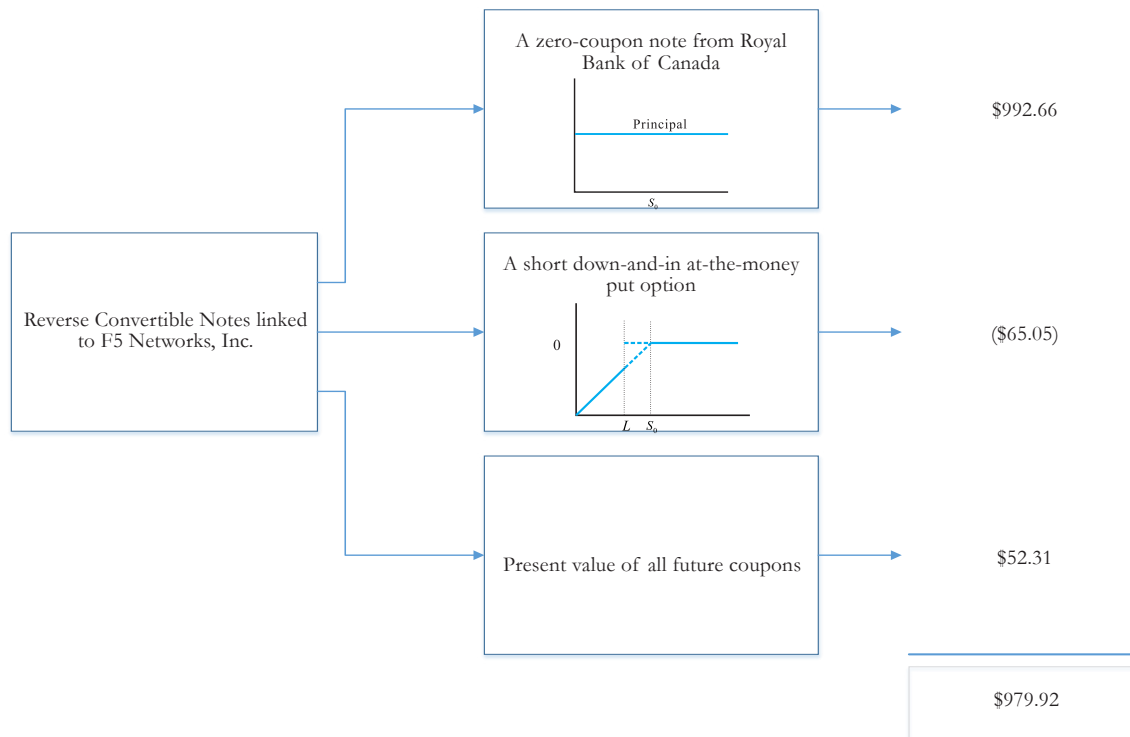 A zero-coupon note from Royal
Bank of Canada
Principal
S₀
$992.66
Reverse Convertible Notes linked
to F5 Networks, Inc.
A short down-and-in at-the-money
put option
0
L S₀
($65.05)
Present value of all future coupons
$52.31
$979.92